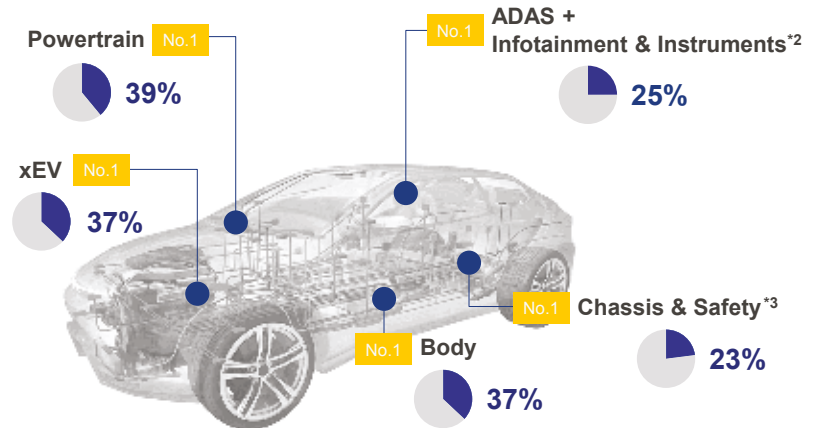 Powertrain No.1
39%
No.1 ADAS +
Infotainment & Instruments*2
25%
xEV No.1
37%
No.1 Chassis & Safety*3
23%
No.1 Body
37%